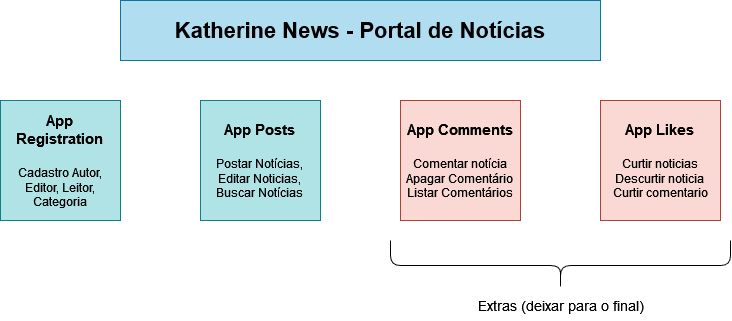 Katherine News - Portal de Notícias
App
Registration
Cadastro Autor,
Editor, Leitor,
Categoria
App Posts
Postar Notícias,
Editar Noticias,
Buscar Notícias
App Comments
Comentar notícia
Apagar Comentário
Listar Comentários
App Likes
Curtir noticias
Descurtir noticia
Curtir comentario
Extras (deixar para o final)